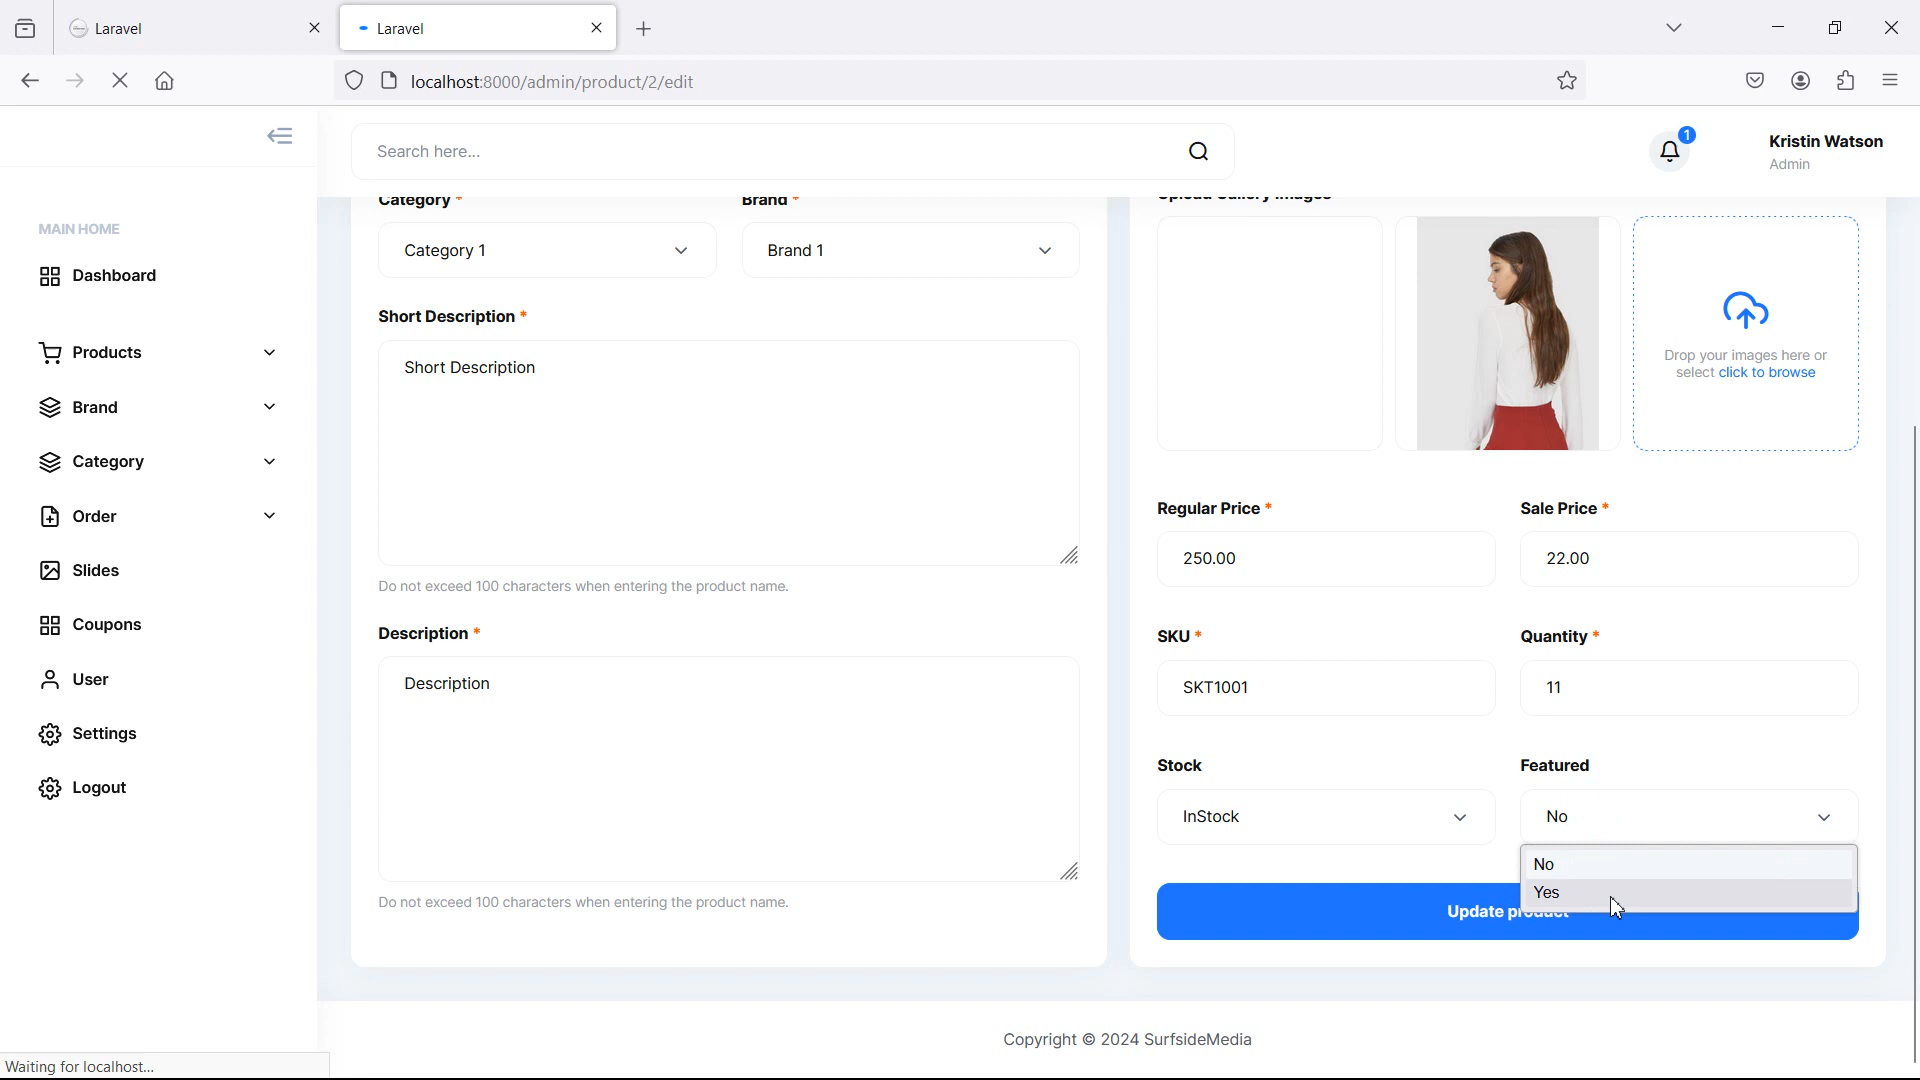 Laravel
Laravel
localhost:8000/admin/product/2/edit
Search here...
1
Kristin Watson
Admin
MAIN HOME
Dashboard
Products
Brand
Category
Order
Slides
Coupons
User
Settings
Logout
Category *
Brand *
Category 1
Brand 1
Short Description *
Short Description
Do not exceed 100 characters when entering the product name.
Description *
Description
Do not exceed 100 characters when entering the product name.
Upload Gallery Images
Drop your images here or
select click to browse
Regular Price *
Sale Price *
250.00
22.00
SKU *
Quantity *
SKT1001
11
Stock
Featured
InStock
No
No
Yes
Update product
Copyright © 2024 SurfsideMedia
Waiting for localhost...